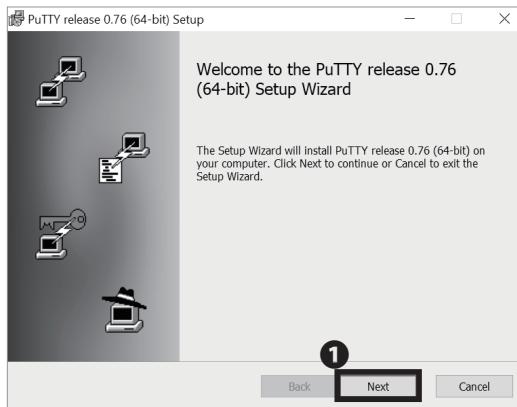 PuTTY release 0.76 (64-bit) Setup
Welcome to the PuTTY release 0.76
(64-bit) Setup Wizard
The Setup Wizard will install PuTTY release 0.76 (64-bit) on
your computer. Click Next to continue or Cancel to exit the
Setup Wizard.
1
Back Next Cancel